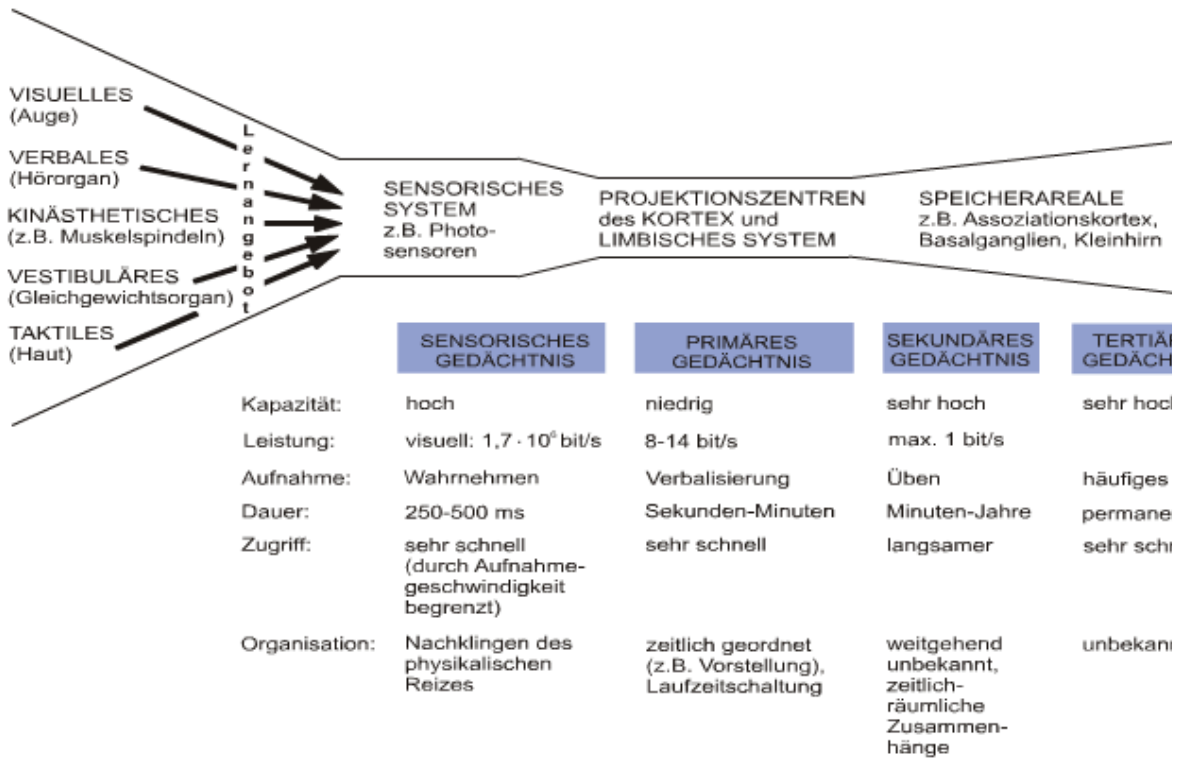 VISUELLES
(Auge)
VERBALES
(Hörorgan)
KINÄSTHETISCHES
(z.B. Muskelspindeln)
VESTIBULÄRES
(Gleichgewichtsorgan)
TAKTILES
(Haut)
Lernangebot
SENSORISCHES
SYSTEM
z.B. Photo-
sensoren
PROJEKTIONSZENTREN
des KORTEX und
LIMBISCHES SYSTEM
SPEICHERAREALE
z.B. Assoziationskortex,
Basalganglien, Kleinhirn
SENSORISCHES
GEDÄCHTNIS
PRIMÄRES
GEDÄCHTNIS
SEKUNDÄRES
GEDÄCHTNIS
Kapazität: hoch niedrig sehr hoch sehr
Leistung: visuell: 1,7 · 10⁶ bit/s 8-14 bit/s max. 1 bit/s
Aufnahme: Wahrnehmen Verbalisierung Üben häufiges
Dauer: 250-500 ms Sekunden-Minuten Minuten-Jahre
Zugriff: sehr schnell sehr schnell langsamer sehr
(durch Aufnahme-
geschwindigkeit
begrenzt)
Organisation: Nachklingen des zeitlich geordnet weitgehend
physikalischen (z.B. Vorstellung), unbekannt,
Reizes Laufzeitschaltung zeitlich-
räumliche
Zusammen-
hänge